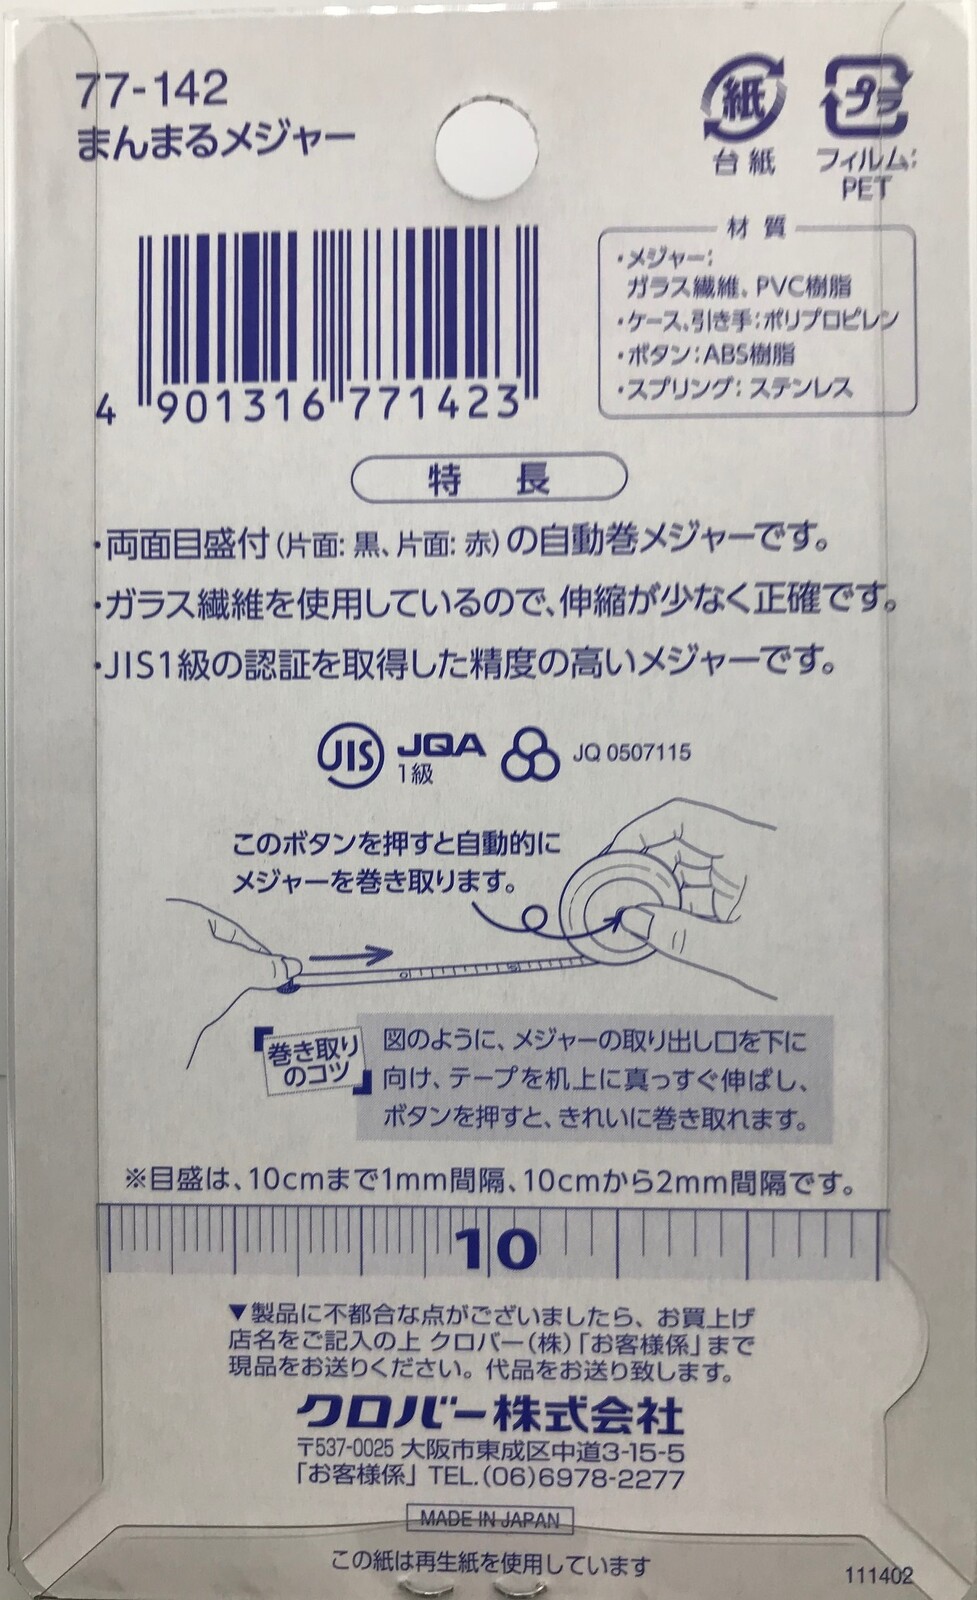 77-142
まんまるメジャー
紙
台紙
プラ
フィルム:
PET
4 901316 771423
材質
・メジャー:
ガラス繊維、PVC樹脂
・ケース、引き手:ポリプロピレン
・ボタン:ABS樹脂
・スプリング:ステンレス
特長
・両面目盛付(片面:黒、片面:赤)の自動巻メジャーです。
・ガラス繊維を使用しているので、伸縮が少なく正確です。
・JIS1級の認証を取得した精度の高いメジャーです。
JIS JQA JQ 0507115
1級
このボタンを押すと自動的に
メジャーを巻き取ります。
巻き取り
のコツ
図のように、メジャーの取り出し口を下に
向け、テープを机上に真っすぐ伸ばし、
ボタンを押すと、きれいに巻き取れます。
※目盛は、10cmまで1mm間隔、10cmから2mm間隔です。
10
▼製品に不都合な点がございましたら、お買上げ
店名をご記入の上 クロバー(株)「お客様係」まで
現品をお送りください。代品をお送り致します。
クロバー株式会社
〒537-0025 大阪市東成区中道3-15-5
「お客様係」 TEL.(06)6978-2277
MADE IN JAPAN
この紙は再生紙を使用しています
111402